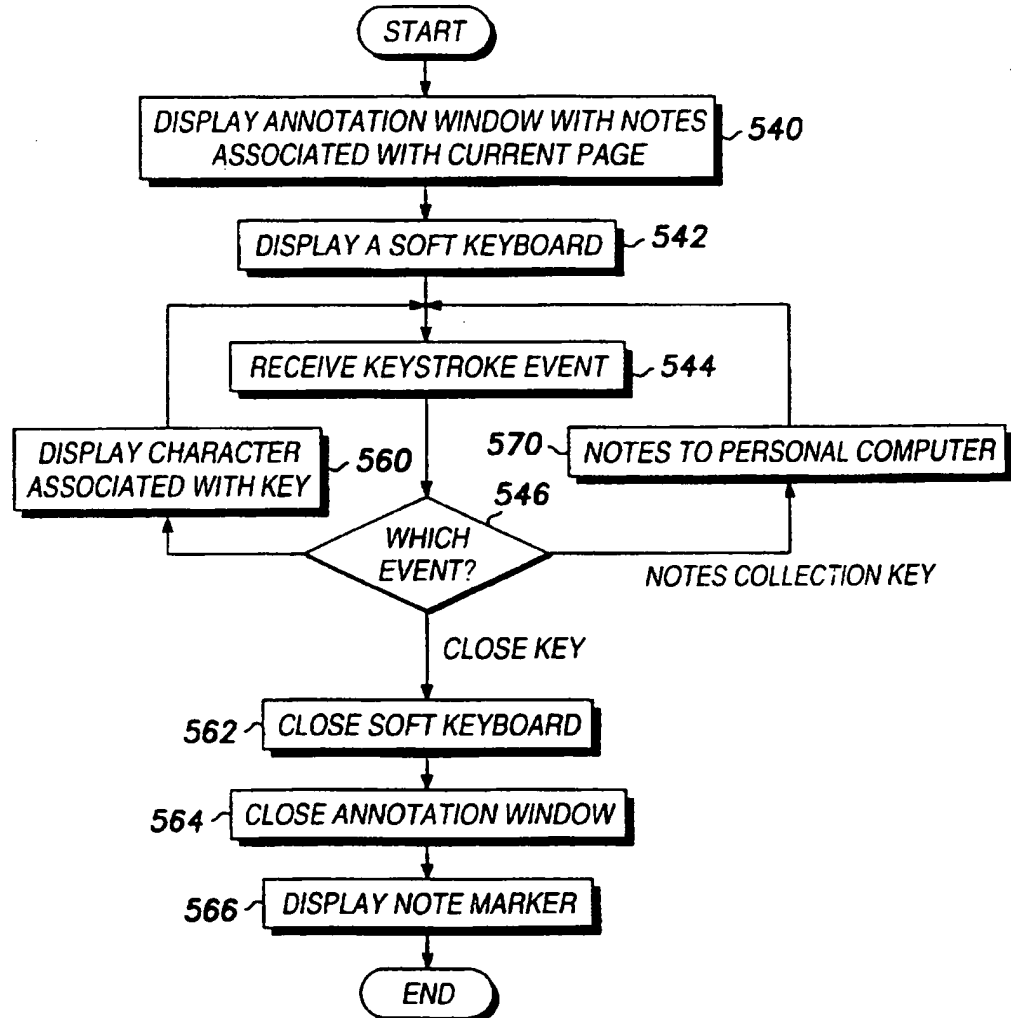 START
DISPLAY ANNOTATION WINDOW WITH NOTES
ASSOCIATED WITH CURRENT PAGE
540
DISPLAY A SOFT KEYBOARD
542
RECEIVE KEYSTROKE EVENT
544
DISPLAY CHARACTER
ASSOCIATED WITH KEY
560
570
NOTES TO PERSONAL COMPUTER
546
WHICH
EVENT?
NOTES COLLECTION KEY
CLOSE KEY
562
CLOSE SOFT KEYBOARD
564
CLOSE ANNOTATION WINDOW
566
DISPLAY NOTE MARKER
END